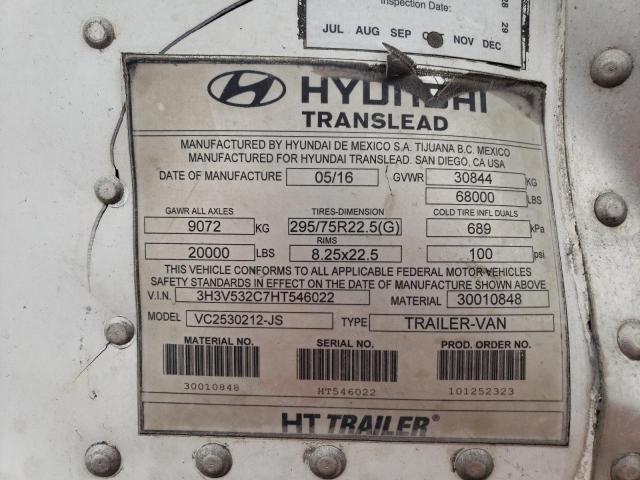 Inspection Date:
28 29
JUL AUG SEP NOV DEC
HYUNDAI
TRANSLEAD
MANUFACTURED BY HYUNDAI DE MEXICO S.A. TIJUANA B.C. MEXICO
MANUFACTURED FOR HYUNDAI TRANSLEAD. SAN DIEGO, CA USA
DATE OF MANUFACTURE 05/16 GVWR 30844 KG
68000 LBS
GAWR ALL AXLES TIRES-DIMENSION COLD TIRE INFL DUALS
9072 KG 295/75R22.5(G) 689 kPa
RIMS
20000 LBS 8.25x22.5 100 psi
THIS VEHICLE CONFORMS TO ALL APPLICABLE FEDERAL MOTOR VEHICLES
SAFETY STANDARDS IN EFFECT ON THE DATE OF MANUFACTURE SHOWN ABOVE
V.I.N. 3H3V532C7HT546022 MATERIAL 30010848
MODEL VC2530212-JS TYPE TRAILER-VAN
MATERIAL NO. SERIAL NO. PROD. ORDER NO.
30010848 HT546022 101252323
HT TRAILER®